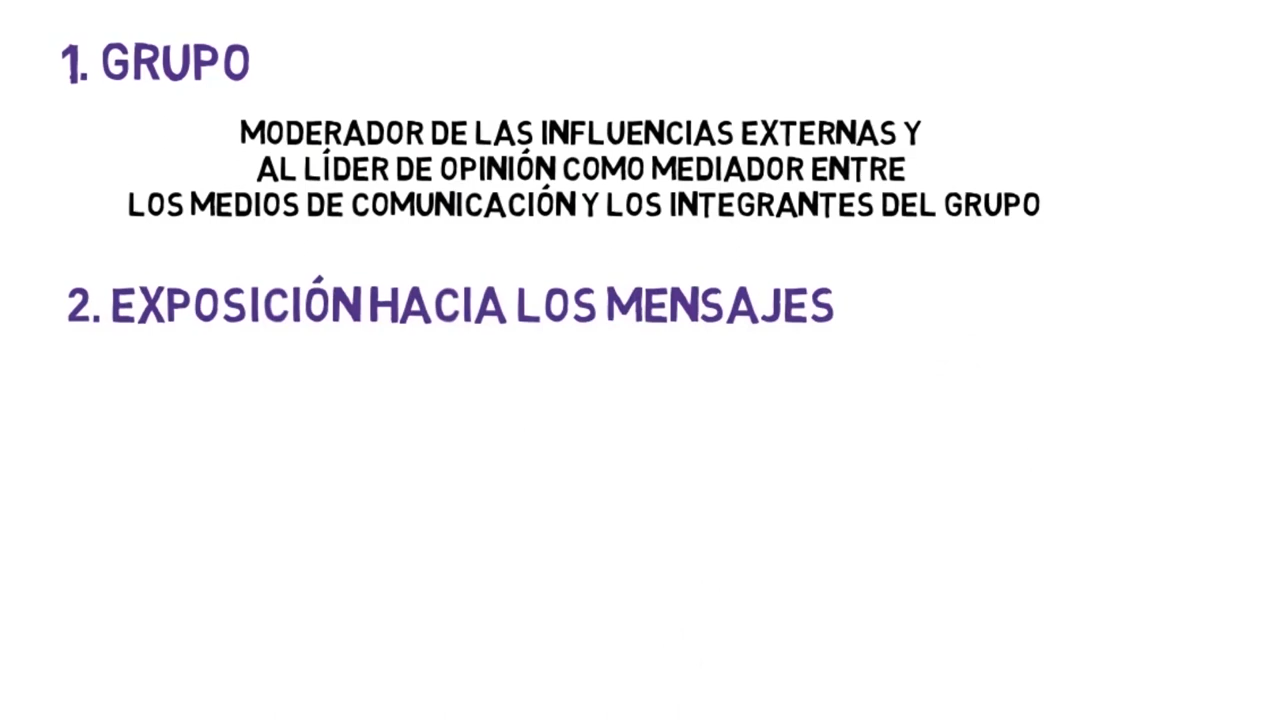 1. GRUPO
MODERADOR DE LAS INFLUENCIAS EXTERNAS Y
AL LÍDER DE OPINIÓN COMO MEDIADOR ENTRE
LOS MEDIOS DE COMUNICACIÓN Y LOS INTEGRANTES DEL GRUPO
2. EXPOSICIÓN HACIA LOS MENSAJES